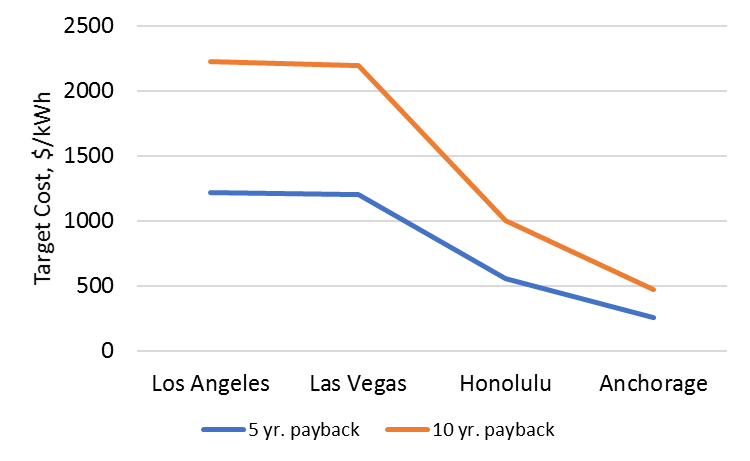 2500
2000
1500
1000
500
0
Target Cost, $/kWh
Los Angeles Las Vegas Honolulu Anchorage
5 yr. payback 10 yr. payback